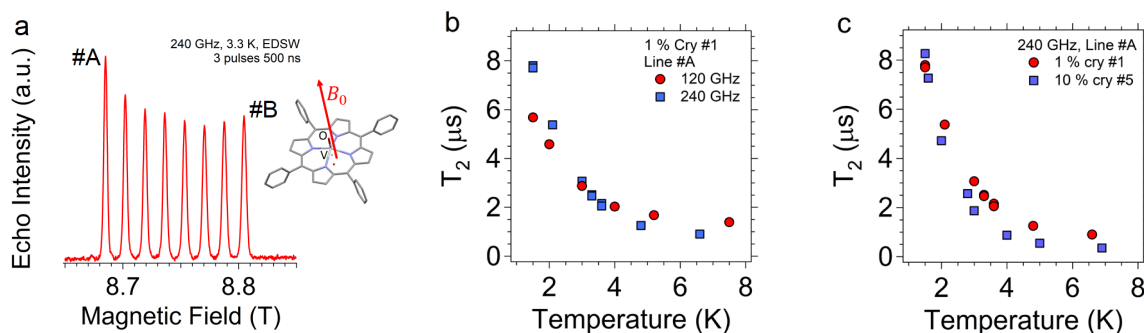 a
240 GHz, 3.3 K, EDSW
3 pulses 500 ns
#A
#B
B₀
O
V
Echo Intensity (a.u.)
8.7
8.8
Magnetic Field (T)
b
1 % Cry #1
Line #A
120 GHz
240 GHz
T₂ (μs)
8
6
4
2
0
2
4
6
8
Temperature (K)
c
240 GHz, Line #A
1 % cry #1
10 % cry #5
T₂ (μs)
8
6
4
2
0
2
4
6
8
Temperature (K)